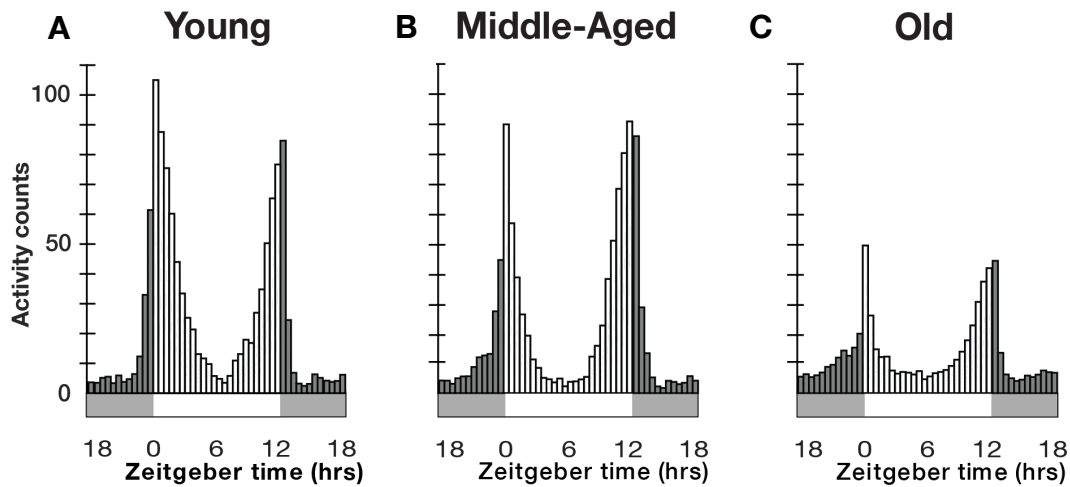 A Young
B Middle-Aged
C Old
Activity counts
100
50
0
18 0 6 12 18
Zeitgeber time (hrs)
18 0 6 12 18
Zeitgeber time (hrs)
18 0 6 12 18
Zeitgeber time (hrs)